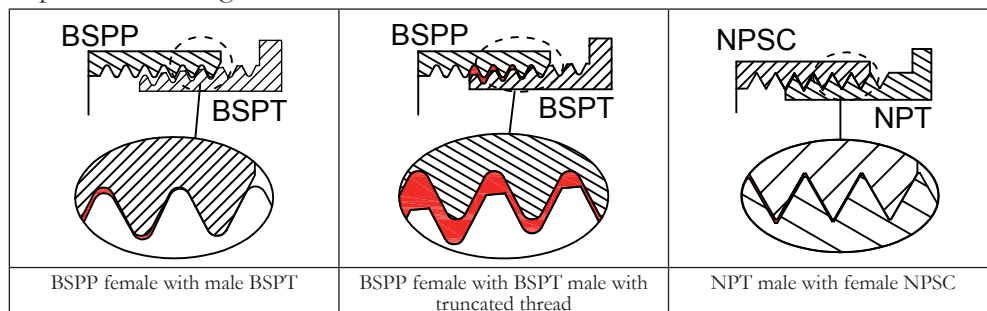 BSPP
BSPT
BSPP
BSPT
NPSC
NPT
BSPP female with male BSPT
BSPP female with BSPT male with
truncated thread
NPT male with female NPSC